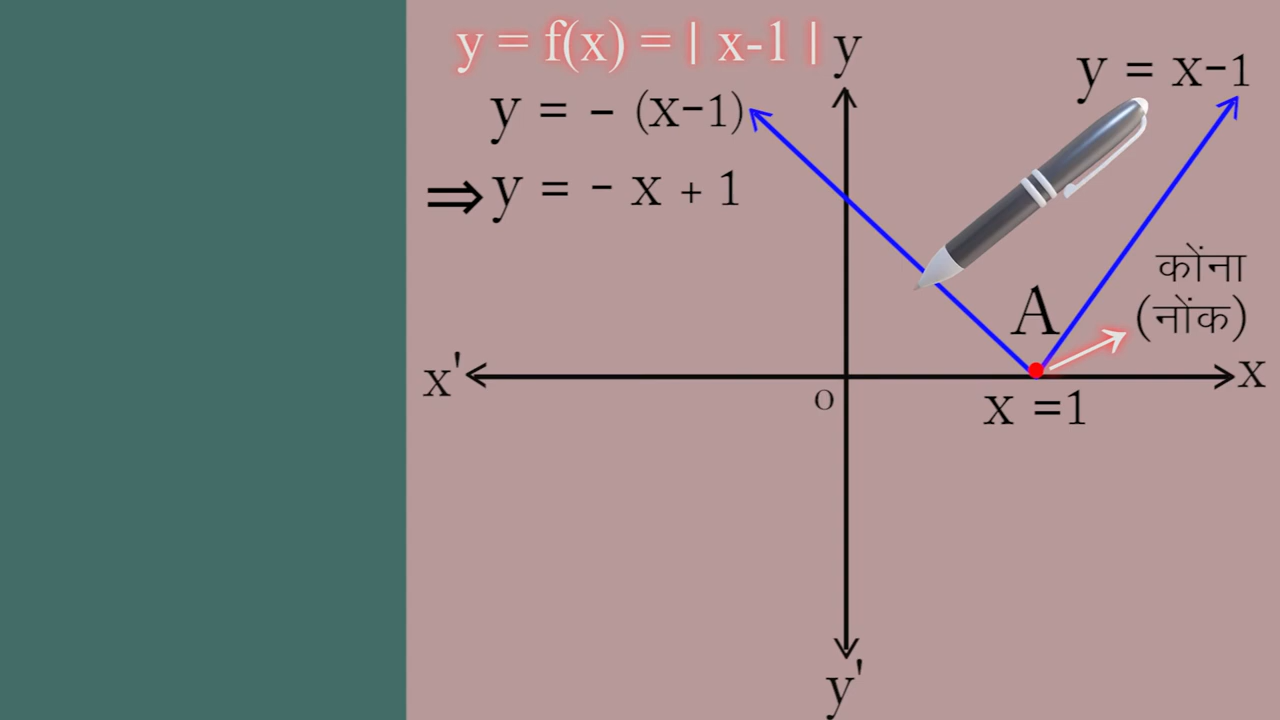 y = f(x) = | x-1 |
y
y = - (x-1)
y = x-1
⇒ y = - x + 1
कोंना
(नोंक)
A
x'
x
o
x =1
y'